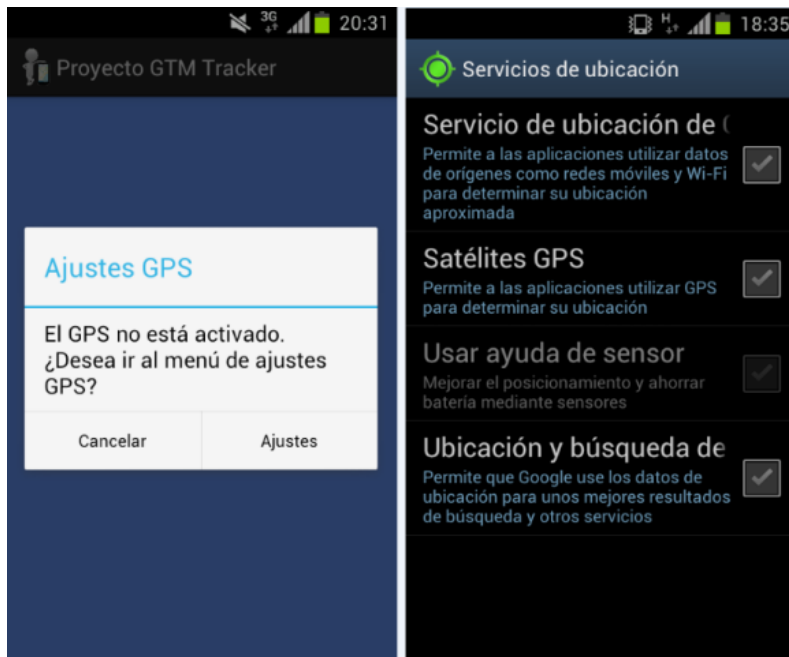 3G 20:31
Proyecto GTM Tracker
Ajustes GPS
El GPS no está activado.
¿Desea ir al menú de ajustes
GPS?
Cancelar Ajustes
H 18:35
Servicios de ubicación
Servicio de ubicación de
Permite a las aplicaciones utilizar datos
de orígenes como redes móviles y Wi-Fi
para determinar su ubicación
aproximada
Satélites GPS
Permite a las aplicaciones utilizar GPS
para determinar su ubicación
Usar ayuda de sensor
Mejorar el posicionamiento y ahorrar
batería mediante sensores
Ubicación y búsqueda de
Permite que Google use los datos de
ubicación para unos mejores resultados
de búsqueda y otros servicios